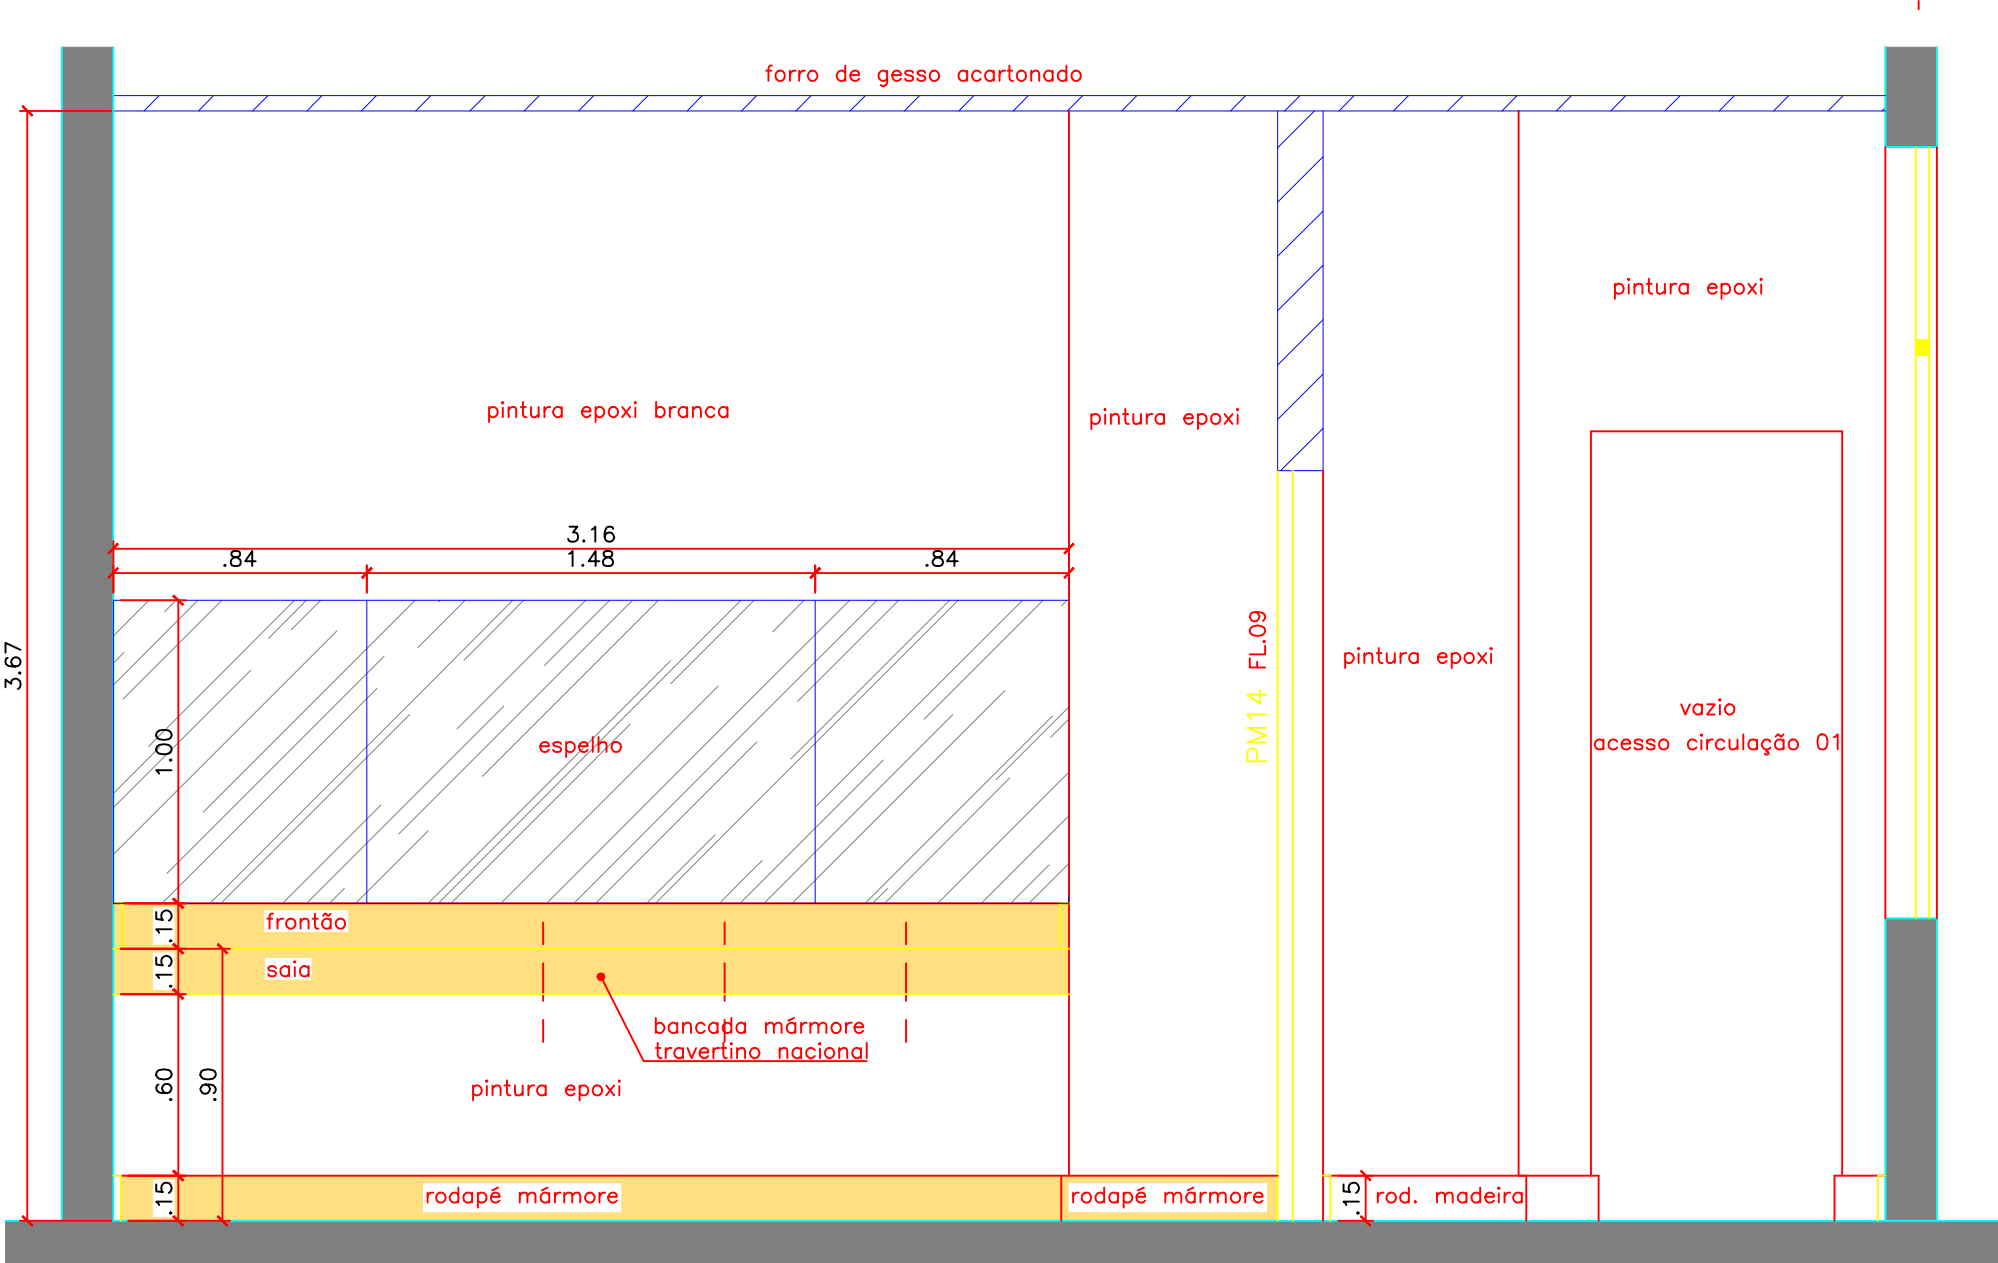 forro de gesso acartonado
pintura epoxi
pintura epoxi branca
pintura epoxi
3.16
.84
1.48
.84
3.67
PM14 FL.09
pintura epoxi
vazio
acesso circulação 01
1.00
espelho
.15
frontão
.15
saia
bancada mármore
travertino nacional
.60
.90
pintura epoxi
.15
rodapé mármore
rodapé mármore
.15
rod. madeira